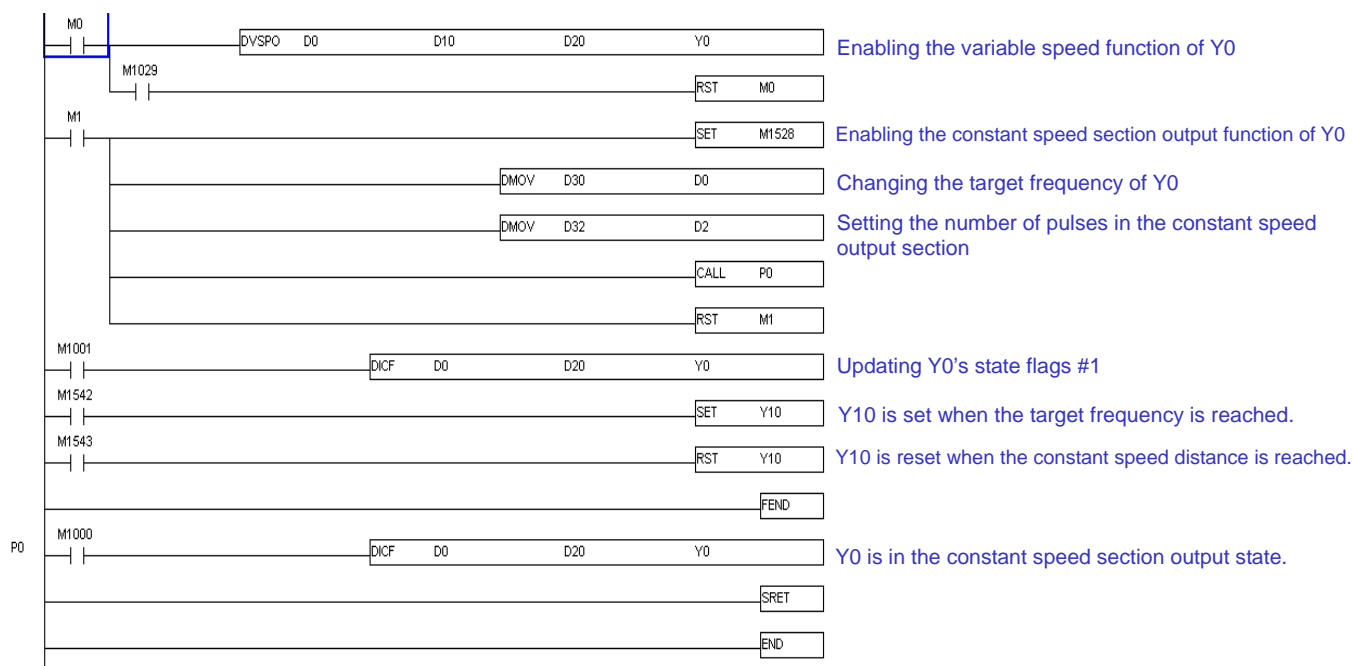 M0
DVSPO D0 D10 D20 Y0
Enabling the variable speed function of Y0
M1029
RST M0
M1
SET M1528
Enabling the constant speed section output function of Y0
DMOV D30 D0
Changing the target frequency of Y0
DMOV D32 D2
Setting the number of pulses in the constant speed
output section
CALL P0
RST M1
M1001
DICF D0 D20 Y0
Updating Y0's state flags #1
M1542
SET Y10
Y10 is set when the target frequency is reached.
M1543
RST Y10
Y10 is reset when the constant speed distance is reached.
FEND
P0
M1000
DICF D0 D20 Y0
Y0 is in the constant speed section output state.
SRET
END